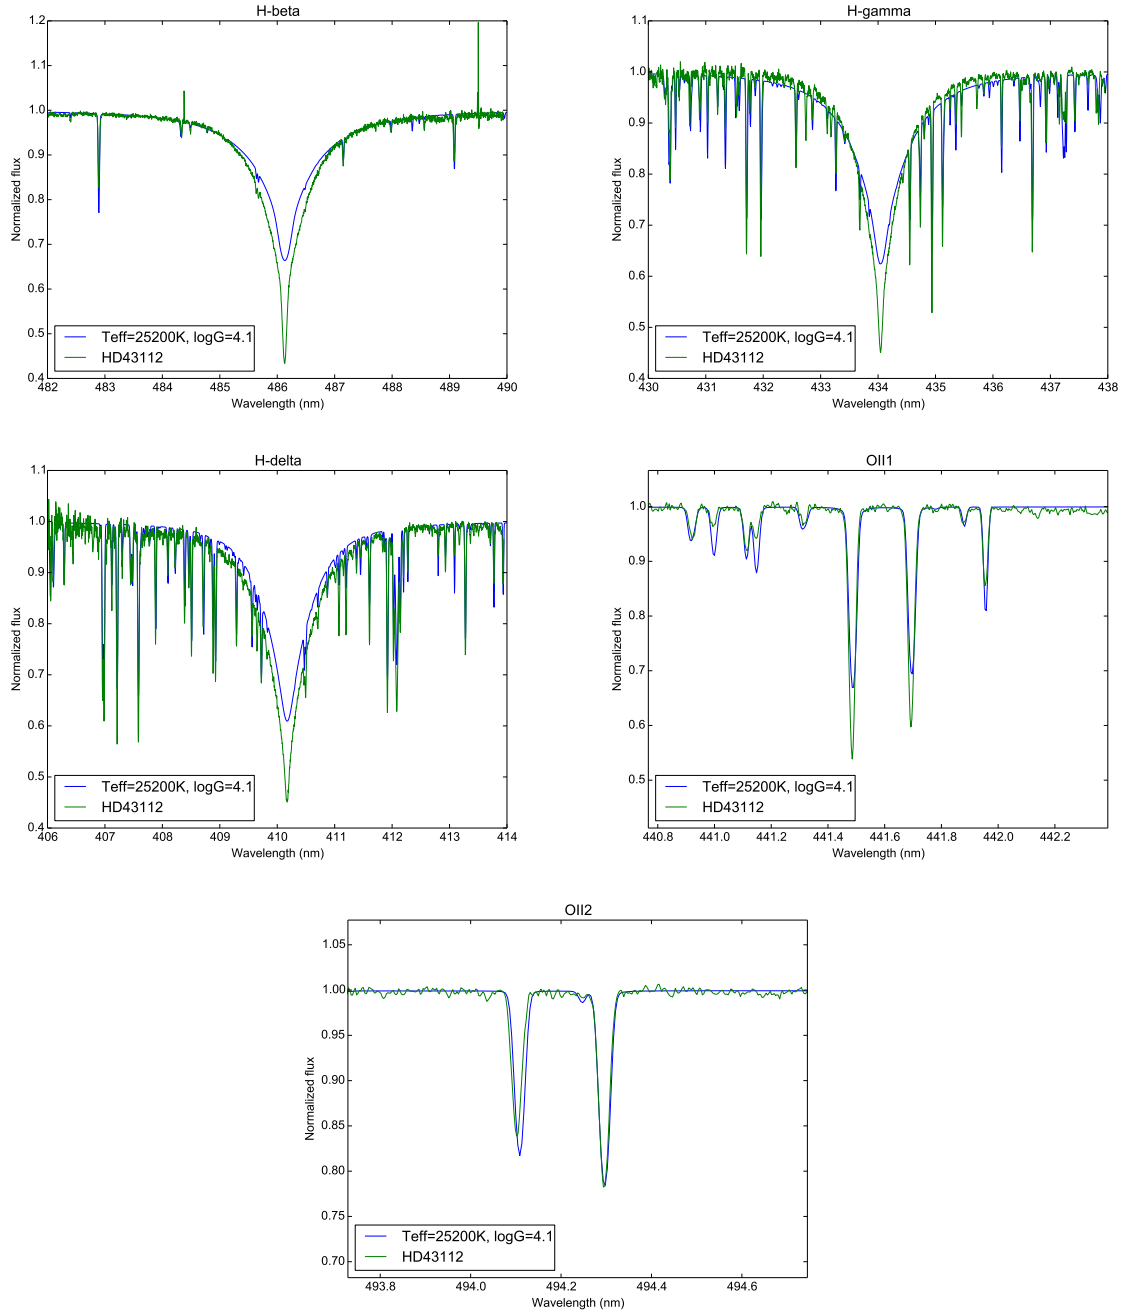 H-beta
1.2
1.1
1.0
0.9
0.8
0.7
0.6
0.5
0.4
Normalized flux
Teff=25200K, logG=4.1
HD43112
482 483 484 485 486 487 488 489 490
Wavelength (nm)
H-gamma
1.1
1.0
0.9
0.8
0.7
0.6
0.5
0.4
Normalized flux
Teff=25200K, logG=4.1
HD43112
430 431 432 433 434 435 436 437 438
Wavelength (nm)
H-delta
1.1
1.0
0.9
0.8
0.7
0.6
0.5
0.4
Normalized flux
Teff=25200K, logG=4.1
HD43112
406 407 408 409 410 411 412 413 414
Wavelength (nm)
OII1
1.0
0.9
0.8
0.7
0.6
0.5
Normalized flux
Teff=25200K, logG=4.1
HD43112
440.8 441.0 441.2 441.4 441.6 441.8 442.0 442.2
Wavelength (nm)
OII2
1.05
1.00
0.95
0.90
0.85
0.80
0.75
0.70
Normalized flux
Teff=25200K, logG=4.1
HD43112
493.8 494.0 494.2 494.4 494.6
Wavelength (nm)